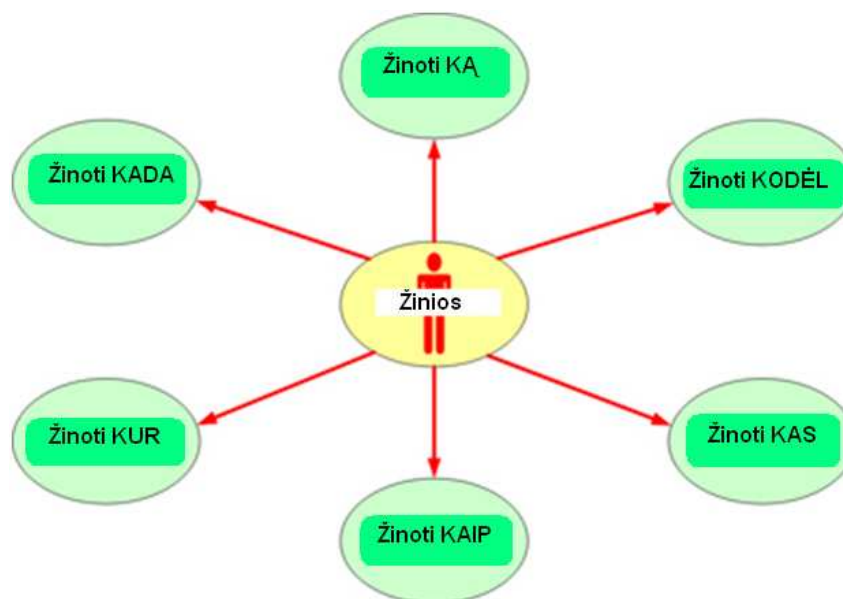 Žinoti KĄ
Žinoti KADA
Žinoti KODĖL
Žinios
Žinoti KUR
Žinoti KAS
Žinoti KAIP